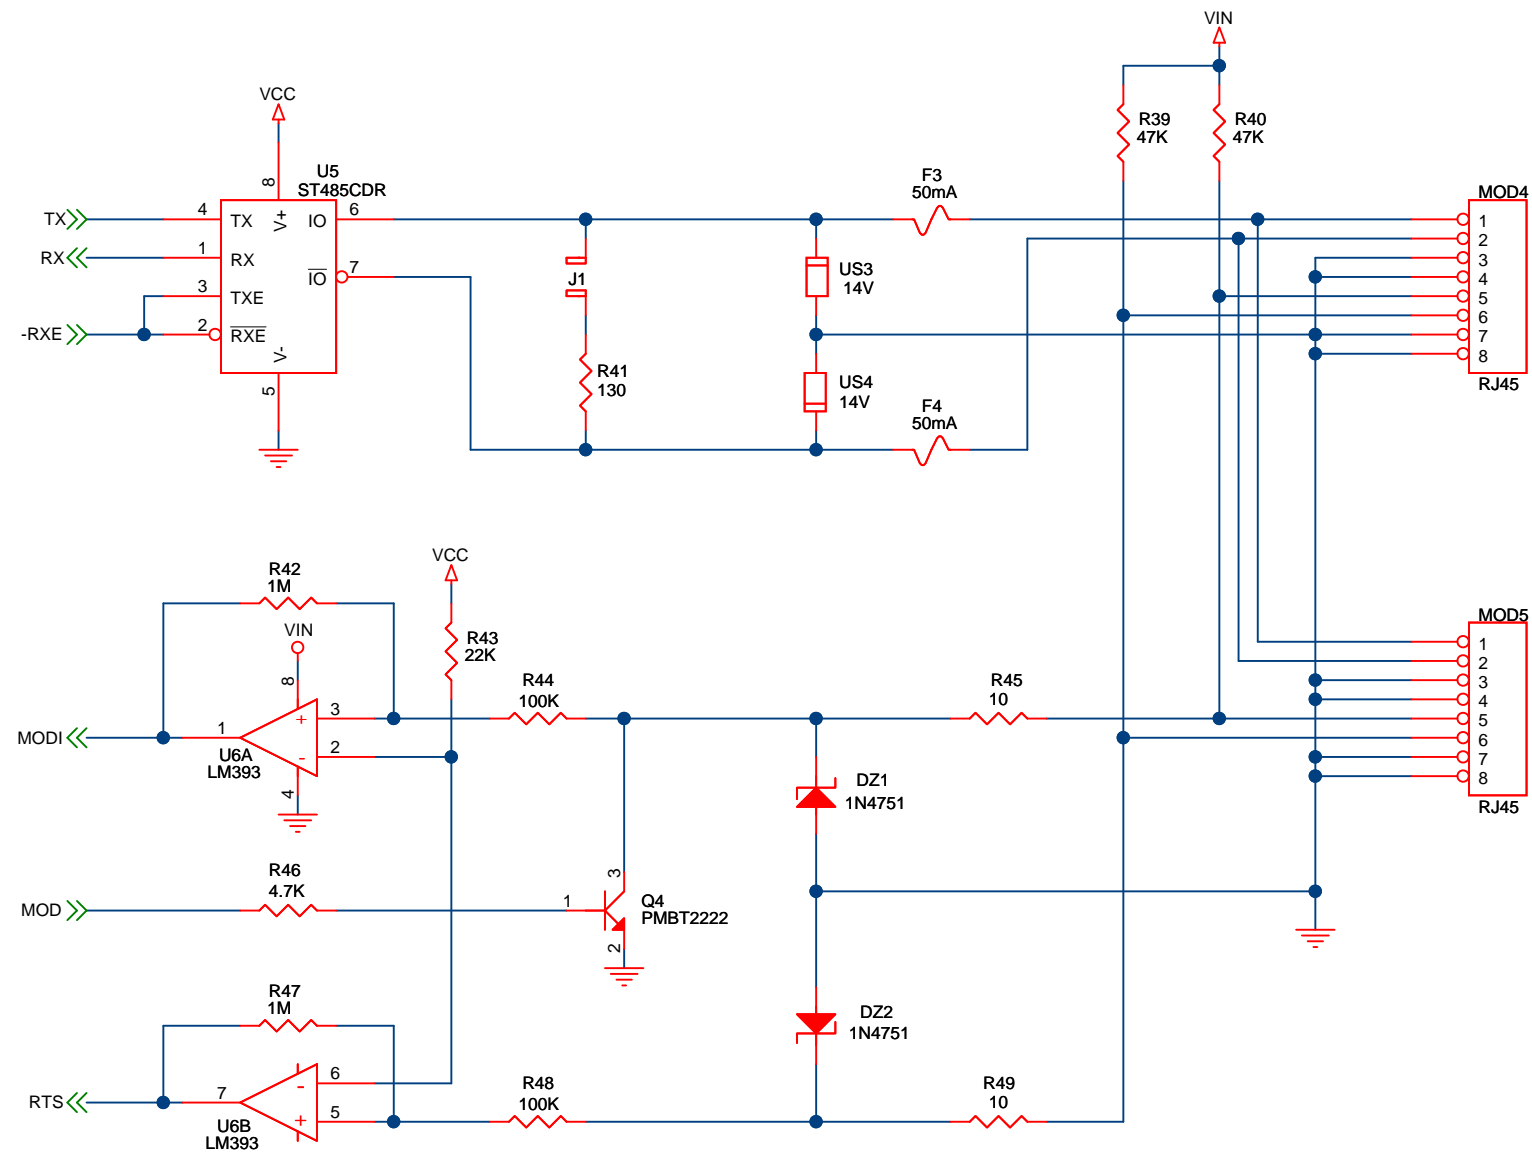 VIN
VCC
R39
47K
R40
47K
U5
ST485CDR
8
F3
50mA
MOD4
TX
4
TX
V+
IO
6
1
RX
1
RX
2
3
IO
7
J1
US3
14V
4
3
TXE
5
6
-RXE
2
RXE
7
V-
8
5
R41
130
US4
14V
RJ45
F4
50mA
VCC
R42
1M
MOD5
VIN
R43
22K
1
2
8
R44
100K
R45
10
3
4
3
+
5
MODI
1
6
2
-
7
U6A
LM393
8
4
DZ1
1N4751
RJ45
R46
4.7K
3
MOD
1
Q4
PMBT2222
2
R47
1M
DZ2
1N4751
6
-
RTS
7
R48
100K
R49
10
5
+
U6B
LM393